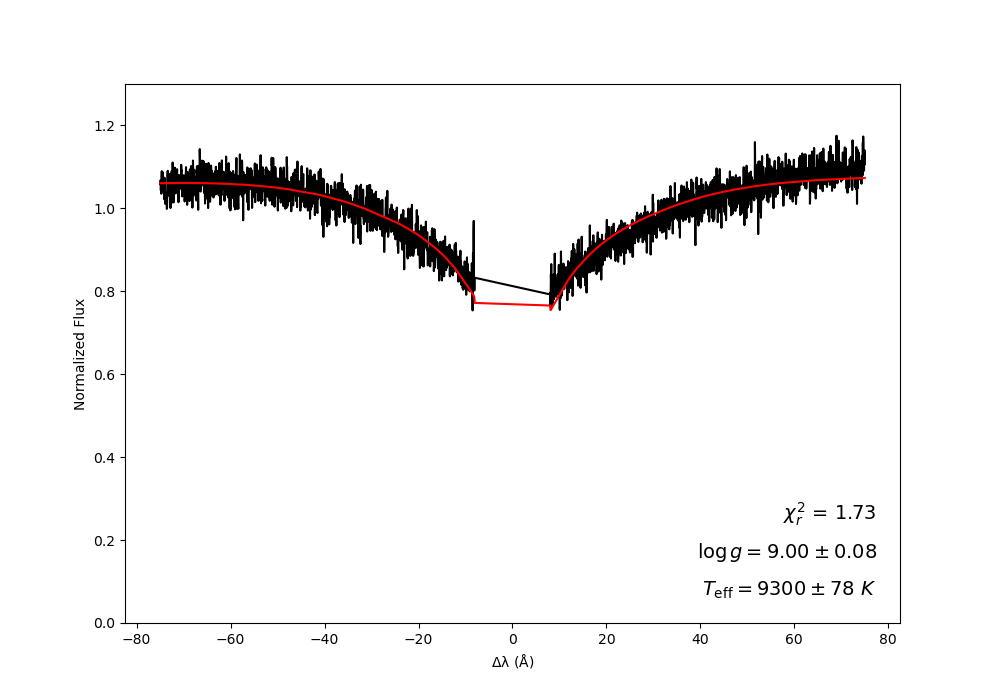 1.2
1.0
0.8
0.6
0.4
0.2
0.0
Normalized Flux
χ²ᵣ = 1.73
log g = 9.00 ± 0.08
T_eff = 9300 ± 78 K
−80 −60 −40 −20 0 20 40 60 80
Δλ (Å)